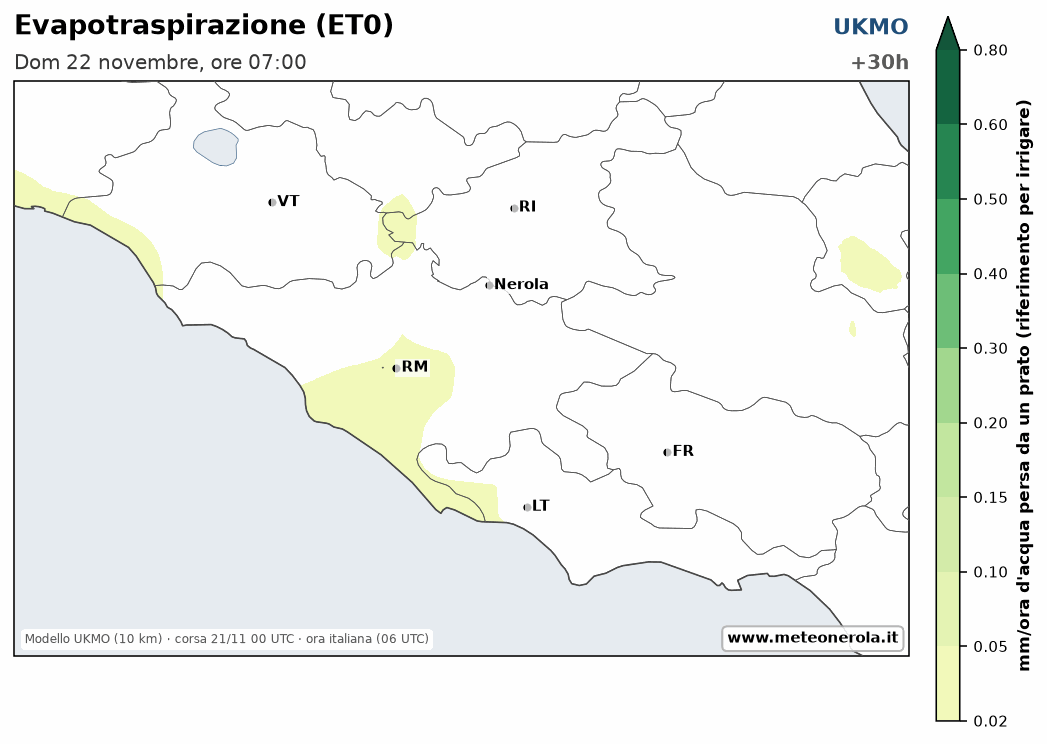 Evapotraspirazione (ET0)
UKMO
Dom 22 novembre, ore 07:00
+30h
VT
RI
Nerola
RM
FR
LT
Modello UKMO (10 km) · corsa 21/11 00 UTC · ora italiana (06 UTC)
www.meteonerola.it
0.80
0.60
0.50
0.40
0.30
0.20
0.15
0.10
0.05
0.02
mm/ora d'acqua persa da un prato (riferimento per irrigare)